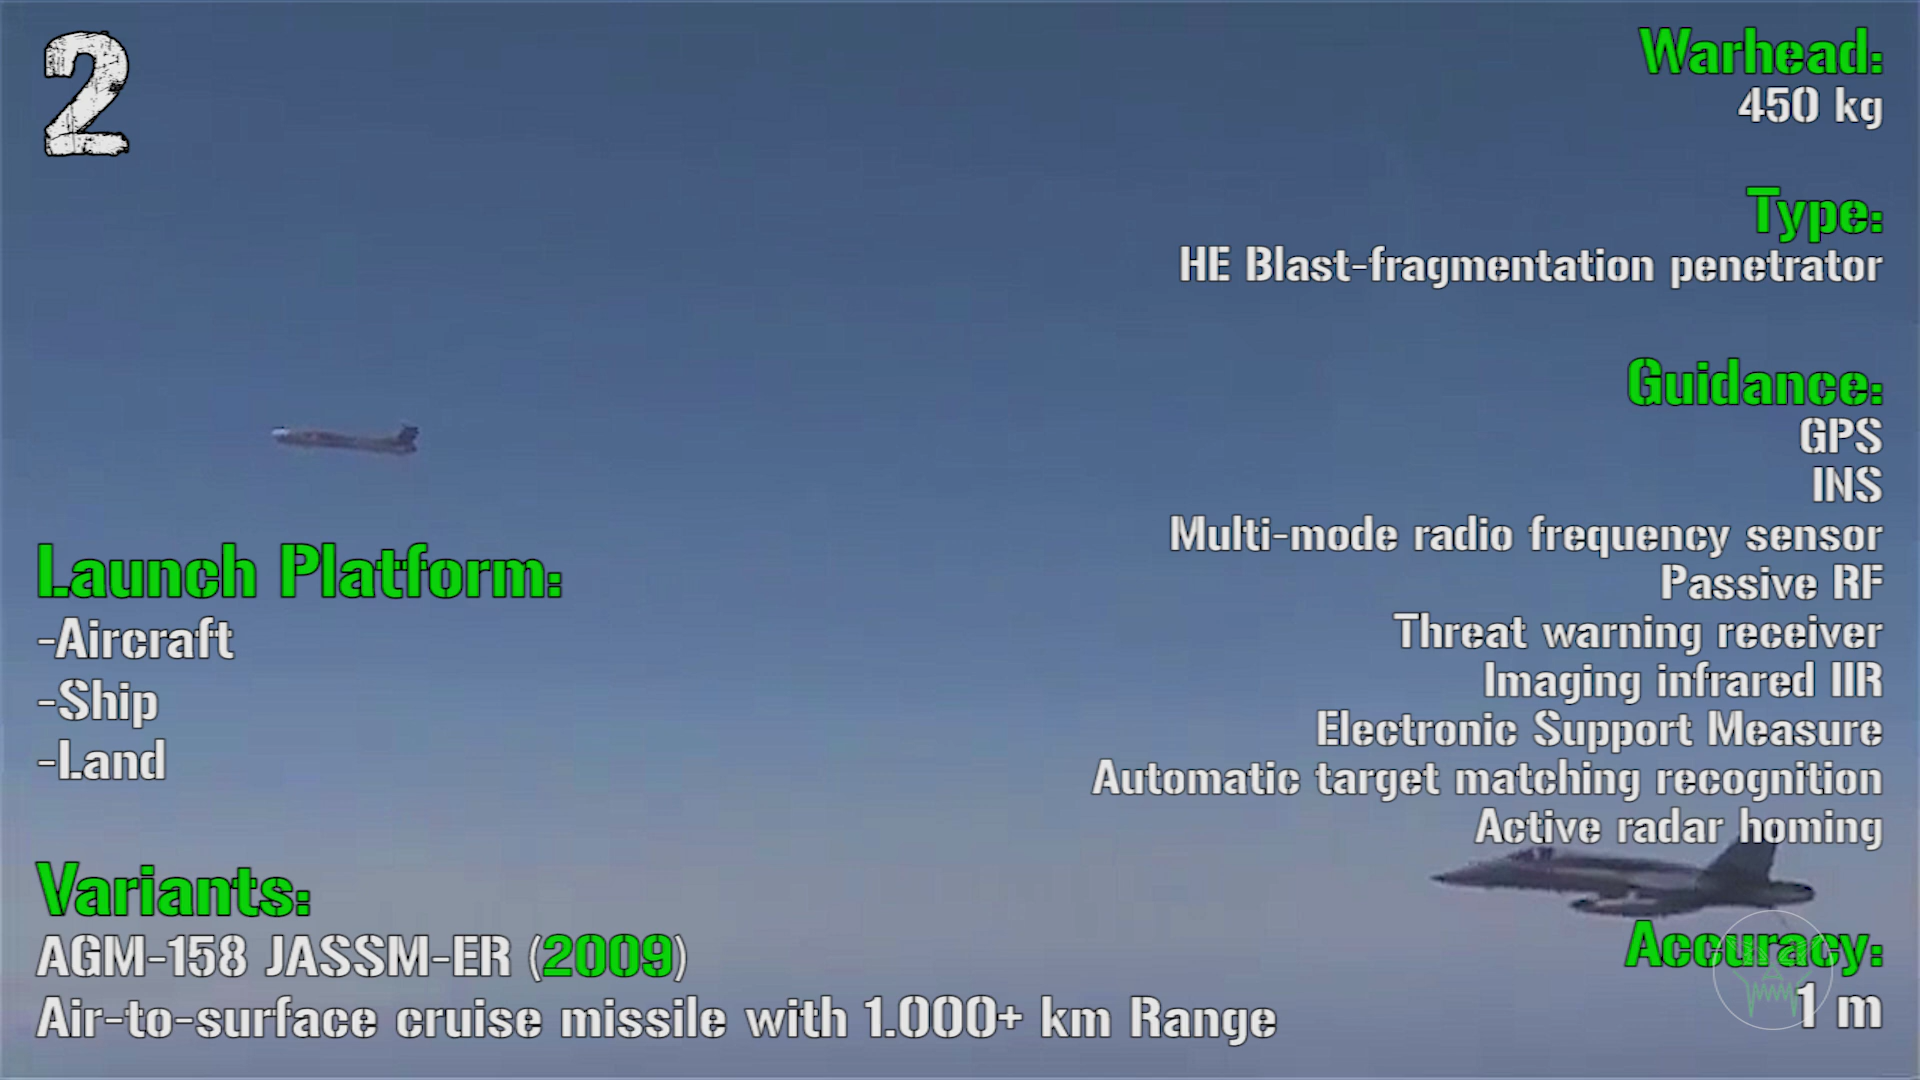 2
Warhead:
450 kg
Type:
HE Blast-fragmentation penetrator
Guidance:
GPS
INS
Multi-mode radio frequency sensor
Passive RF
Threat warning receiver
Imaging infrared IIR
Electronic Support Measure
Automatic target matching recognition
Active radar homing
Accuracy:
1 m
Launch Platform:
-Aircraft
-Ship
-Land
Variants:
AGM-158 JASSM-ER (2009)
Air-to-surface cruise missile with 1.000+ km Range